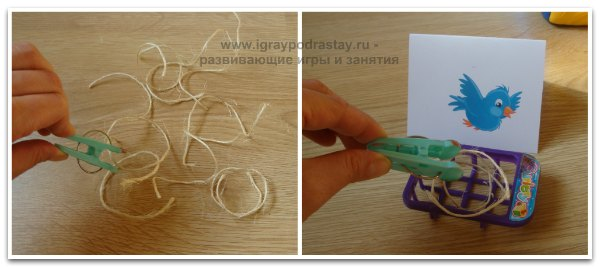 www.igraypodrastay.ru -
развивающие игры и занятия